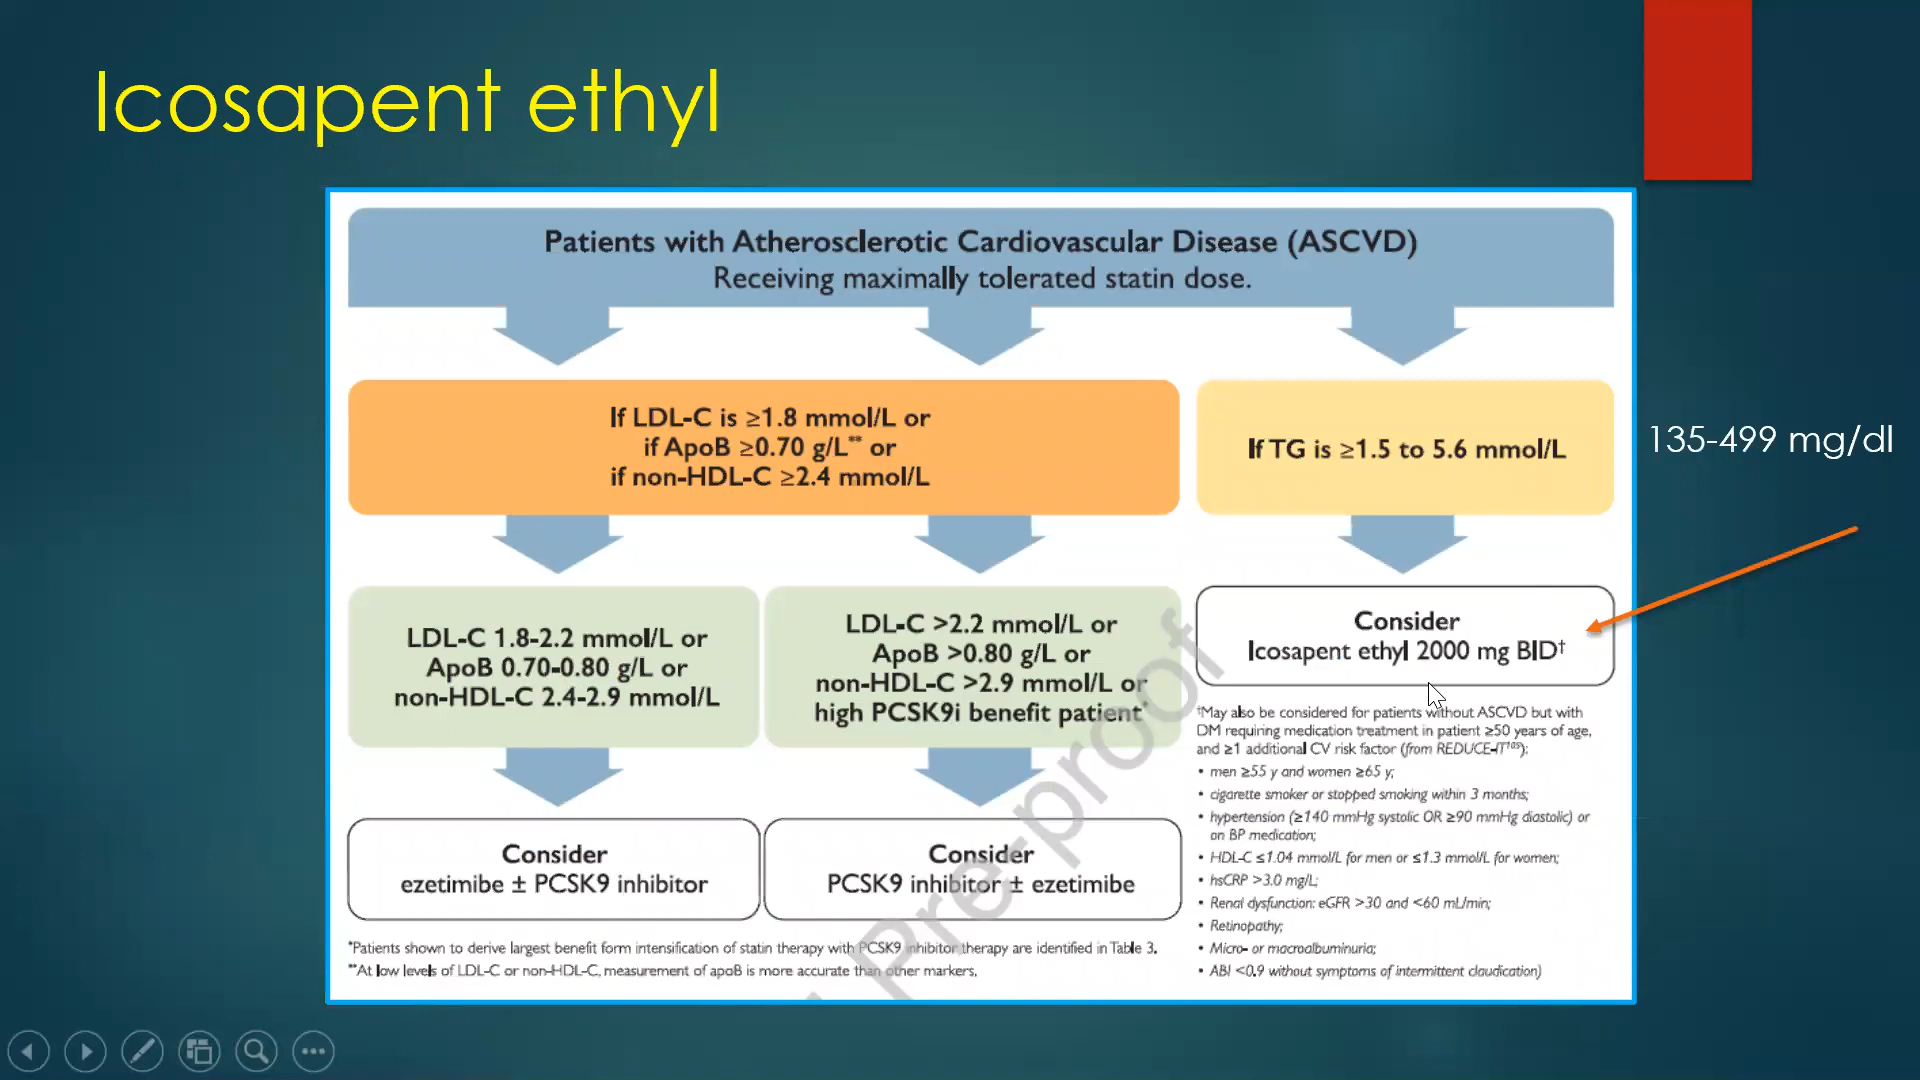 Icosapent ethyl
Patients with Atherosclerotic Cardiovascular Disease (ASCVD)
Receiving maximally tolerated statin dose.
If LDL-C is ≥1.8 mmol/L or
if ApoB ≥0.70 g/L** or
if non-HDL-C ≥2.4 mmol/L
If TG is ≥1.5 to 5.6 mmol/L
135-499 mg/dl
LDL-C 1.8-2.2 mmol/L or
ApoB 0.70-0.80 g/L or
non-HDL-C 2.4-2.9 mmol/L
LDL-C >2.2 mmol/L or
ApoB >0.80 g/L or
non-HDL-C >2.9 mmol/L or
high PCSK9i benefit patient*
Consider
Icosapent ethyl 2000 mg BID†
Consider
ezetimibe ± PCSK9 inhibitor
Consider
PCSK9 inhibitor ± ezetimibe
†May also be considered for patients without ASCVD but with
DM requiring medication treatment in patient ≥50 years of age,
and ≥1 additional CV risk factor (from REDUCE-IT):
• men ≥55 y and women ≥65 y;
• cigarette smoker or stopped smoking within 3 months;
• hypertension (≥140 mmHg systolic OR ≥90 mmHg diastolic) or
on BP medication;
• HDL-C ≤1.04 mmol/L for men or ≤1.3 mmol/L for women;
• hsCRP >3.0 mg/L;
• Renal dysfunction: eGFR >30 and <60 mL/min;
• Retinopathy;
• Micro- or macroalbuminuria;
• ABI <0.9 without symptoms of intermittent claudication)
*Patients shown to derive largest benefit form intensification of statin therapy with PCSK9 inhibitor therapy are identified in Table 3.
**At low levels of LDL-C or non-HDL-C, measurement of apoB is more accurate than other markers.
Pre-proof